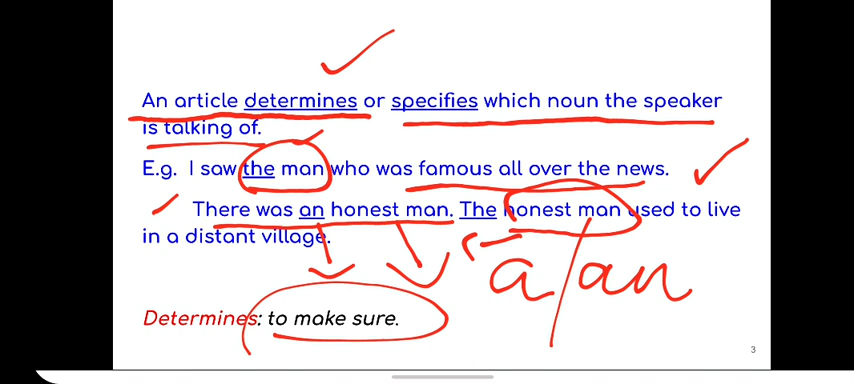 An article determines or specifies which noun the speaker
is talking of.
E.g. I saw the man who was famous all over the news.
There was an honest man. The honest man used to live
in a distant village.
a/an
Determines: to make sure.
3